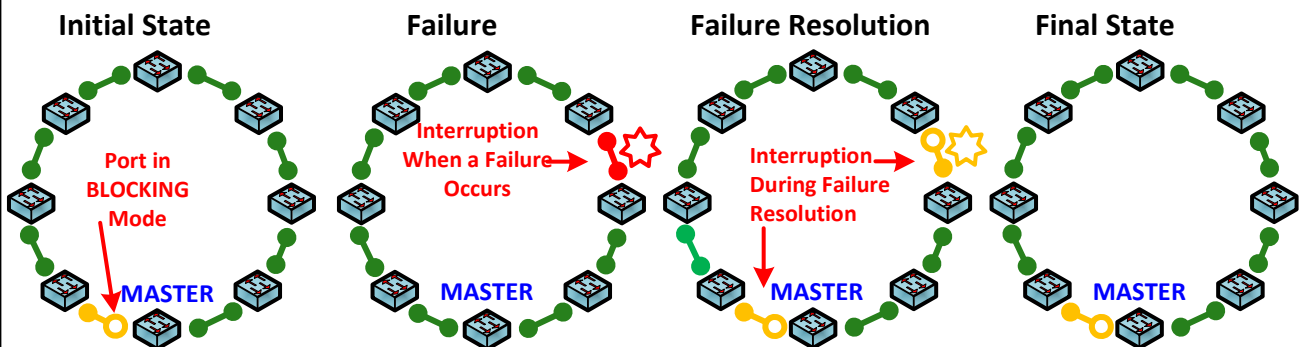 Initial State
Failure
Failure Resolution
Final State
Port in
BLOCKING
Mode
MASTER
Interruption
When a Failure
Occurs
MASTER
Interruption
During Failure
Resolution
MASTER
MASTER